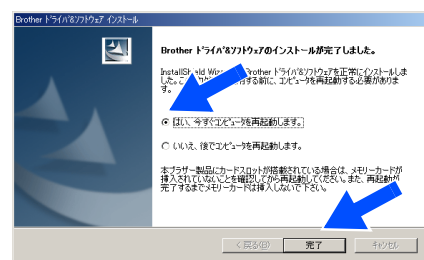 Brother ﾄﾞﾗｲﾊﾞ&ｿﾌﾄｳｪｱ インストール
Brother ﾄﾞﾗｲﾊﾞ&ｿﾌﾄｳｪｱのインストールが完了しました。
InstallShield Wizard Brother ﾄﾞﾗｲﾊﾞ&ｿﾌﾄｳｪｱを正常にインストールしま
した。する前に、コンピュータを再起動する必要がありま
す。
はい、今すぐコンピュータを再起動します。
いいえ、後でコンピュータを再起動します。
本ブラザー製品にカードスロットが搭載されている場合は、メモリーカードが
挿入されていないことを確認してから再起動してください。また、再起動が
完了するまでメモリーカードは挿入しないで下さい。
< 戻る(B) 完了 キャンセル